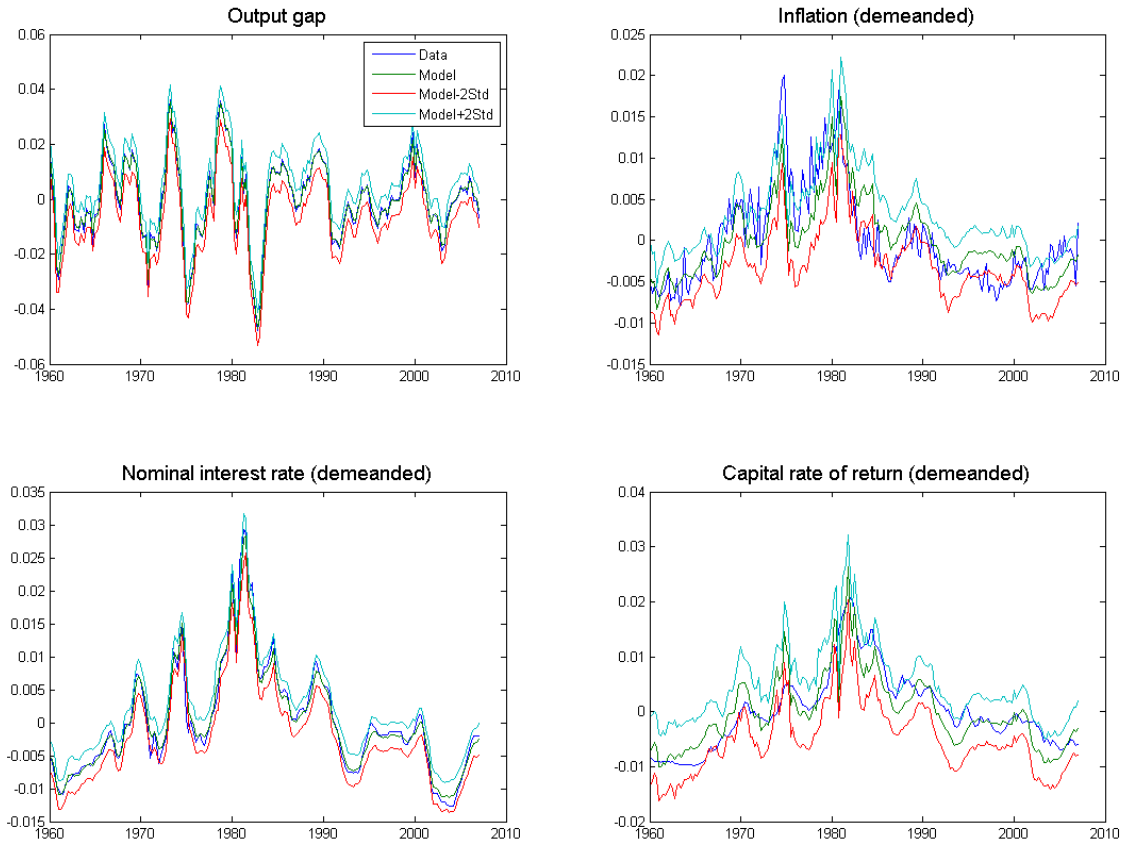 Output gap
0.06
0.04
0.02
0
-0.02
-0.04
-0.06
1960 1970 1980 1990 2000 2010
Data
Model
Model-2Std
Model+2Std
Inflation (demeanded)
0.025
0.02
0.015
0.01
0.005
0
-0.005
-0.01
-0.015
1960 1970 1980 1990 2000 2010
Nominal interest rate (demeanded)
0.035
0.03
0.025
0.02
0.015
0.01
0.005
0
-0.005
-0.01
-0.015
1960 1970 1980 1990 2000 2010
Capital rate of return (demeanded)
0.04
0.03
0.02
0.01
0
-0.01
-0.02
1960 1970 1980 1990 2000 2010